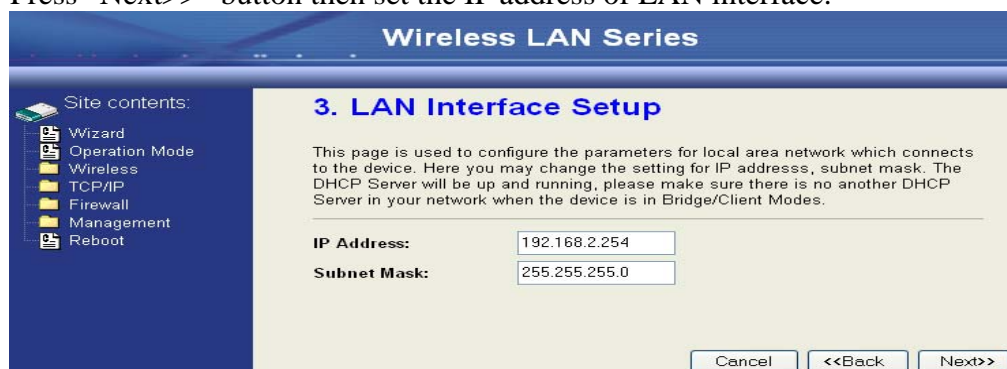 Press "Next>>" button then set the IP address of LAN interface.
Wireless LAN Series
Site contents:
Wizard
Operation Mode
Wireless
TCP/IP
Firewall
Management
Reboot
3. LAN Interface Setup
This page is used to configure the parameters for local area network which connects
to the device. Here you may change the setting for IP addresss, subnet mask. The
DHCP Server will be up and running, please make sure there is no another DHCP
Server in your network when the device is in Bridge/Client Modes.
IP Address: 192.168.2.254
Subnet Mask: 255.255.255.0
Cancel <<Back Next>>